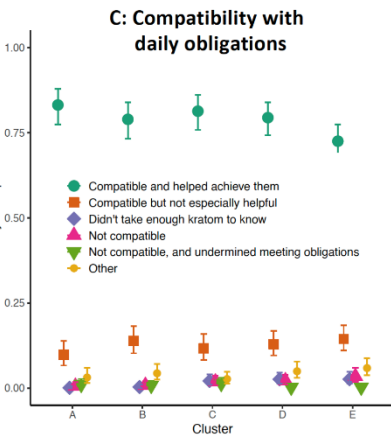 C: Compatibility with
daily obligations
1.00
0.75
Compatible and helped achieve them
Compatible but not especially helpful
Didn't take enough kratom to know
0.50
Not compatible
Not compatible, and undermined meeting obligations
Other
0.25
0.00
A B C D E
Cluster